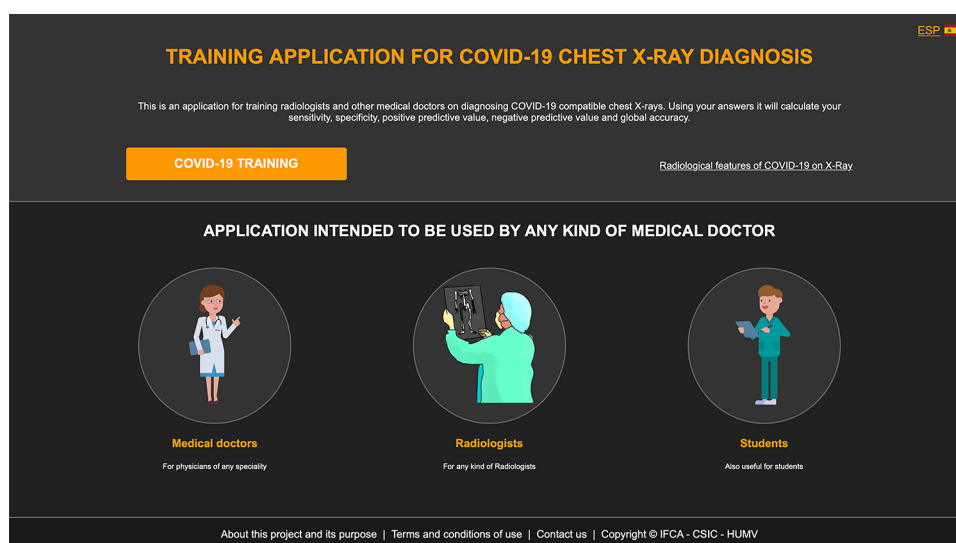 ESP
TRAINING APPLICATION FOR COVID-19 CHEST X-RAY DIAGNOSIS
This is an application for training radiologists and other medical doctors on diagnosing COVID-19 compatible chest X-rays. Using your answers it will calculate your
sensitivity, specificity, positive predictive value, negative predictive value and global accuracy.
COVID-19 TRAINING
Radiological features of COVID-19 on X-Ray
APPLICATION INTENDED TO BE USED BY ANY KIND OF MEDICAL DOCTOR
Medical doctors
For physicians of any speciality
Radiologists
For any kind of Radiologists
Students
Also useful for students
About this project and its purpose | Terms and conditions of use | Contact us | Copyright © IFCA - CSIC - HUMV